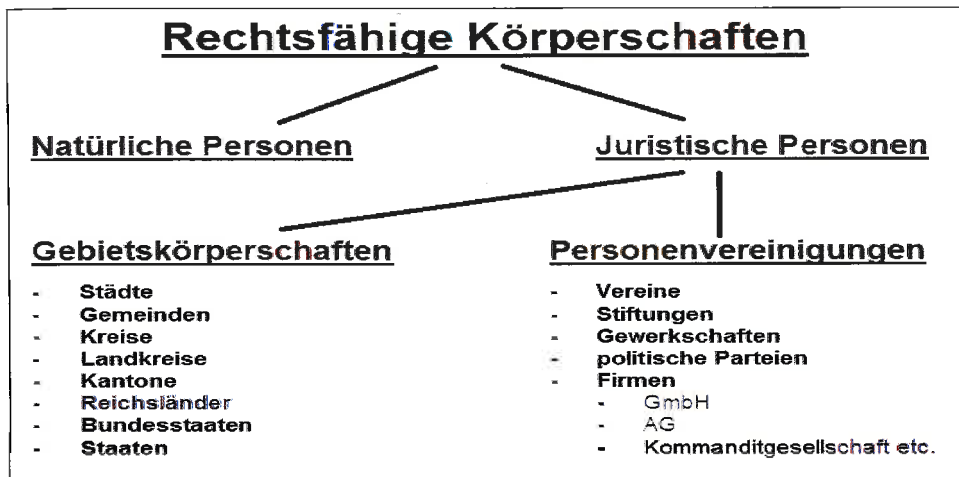 Rechtsfähige Körperschaften
Natürliche Personen
Juristische Personen
Gebietskörperschaften
- Städte
- Gemeinden
- Kreise
- Landkreise
- Kantone
- Reichsländer
- Bundesstaaten
- Staaten
Personenvereinigungen
- Vereine
- Stiftungen
- Gewerkschaften
- politische Parteien
- Firmen
- GmbH
- AG
- Kommanditgesellschaft etc.